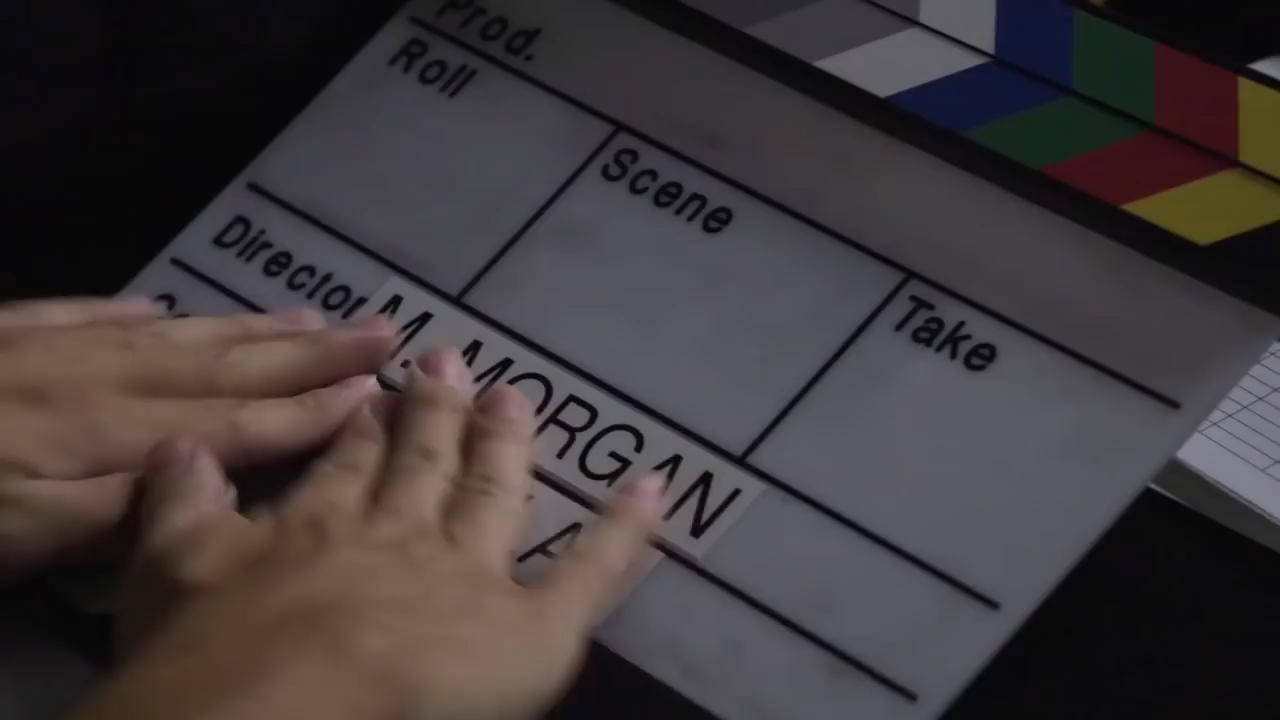 Prod.
Roll
Scene
Take
Director M. MORGAN
A